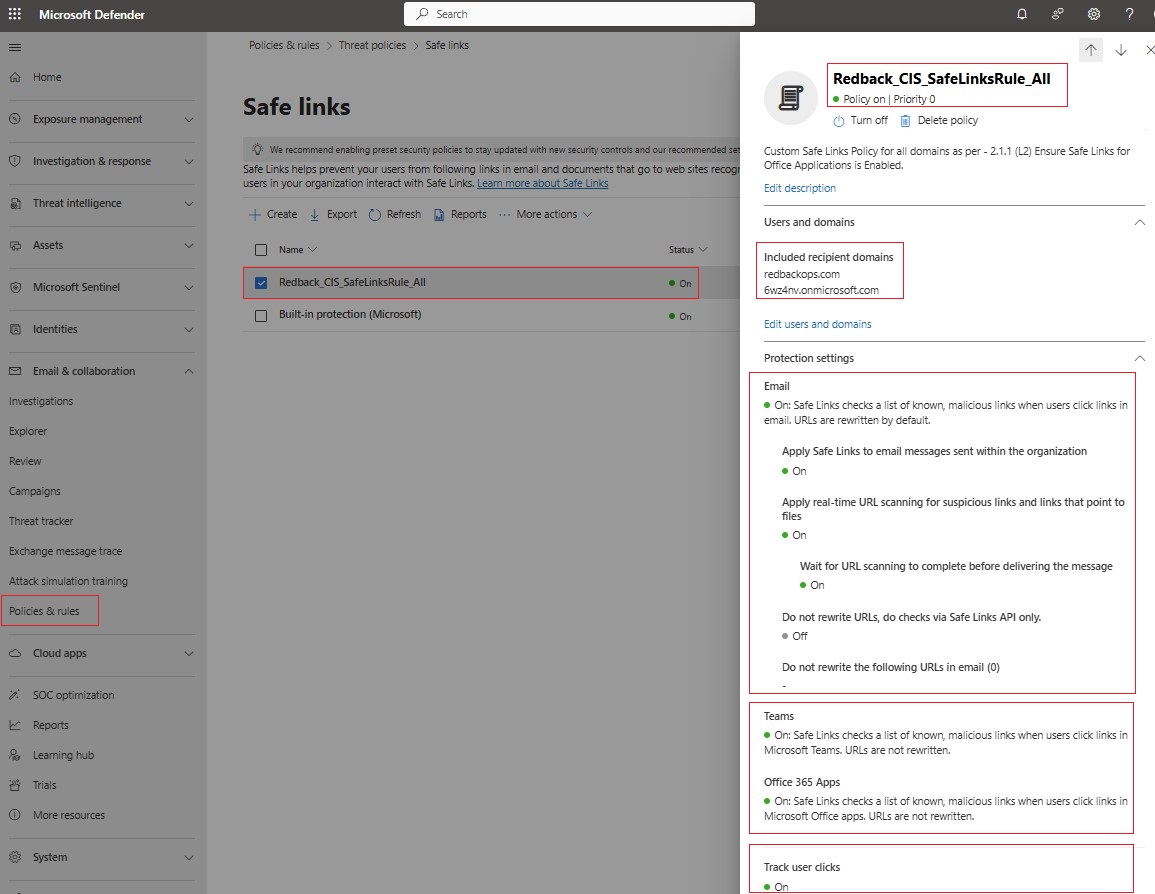 Microsoft Defender
Search
?
Home
Exposure management
Investigation & response
Threat intelligence
Assets
Microsoft Sentinel
Identities
Email & collaboration
Investigations
Explorer
Review
Campaigns
Threat tracker
Exchange message trace
Attack simulation training
Policies & rules
Cloud apps
SOC optimization
Reports
Learning hub
Trials
More resources
System
Policies & rules > Threat policies > Safe links
Safe links
We recommend enabling preset security policies to stay updated with new security controls and our recommended set
Safe Links helps prevent your users from following links in email and documents that go to web sites recogn
users in your organization interact with Safe Links. Learn more about Safe Links
Create Export Refresh Reports ··· More actions
Name Status
Redback_CIS_SafeLinksRule_All On
Built-in protection (Microsoft) On
Redback_CIS_SafeLinksRule_All
Policy on | Priority 0
Turn off Delete policy
Custom Safe Links Policy for all domains as per - 2.1.1 (L2) Ensure Safe Links for
Office Applications is Enabled.
Edit description
Users and domains
Included recipient domains
redbackops.com
6wz4nv.onmicrosoft.com
Edit users and domains
Protection settings
Email
On: Safe Links checks a list of known, malicious links when users click links in
email. URLs are rewritten by default.
Apply Safe Links to email messages sent within the organization
On
Apply real-time URL scanning for suspicious links and links that point to
files
On
Wait for URL scanning to complete before delivering the message
On
Do not rewrite URLs, do checks via Safe Links API only.
Off
Do not rewrite the following URLs in email (0)
-
Teams
On: Safe Links checks a list of known, malicious links when users click links in
Microsoft Teams. URLs are not rewritten.
Office 365 Apps
On: Safe Links checks a list of known, malicious links when users click links in
Microsoft Office apps. URLs are not rewritten.
Track user clicks
On